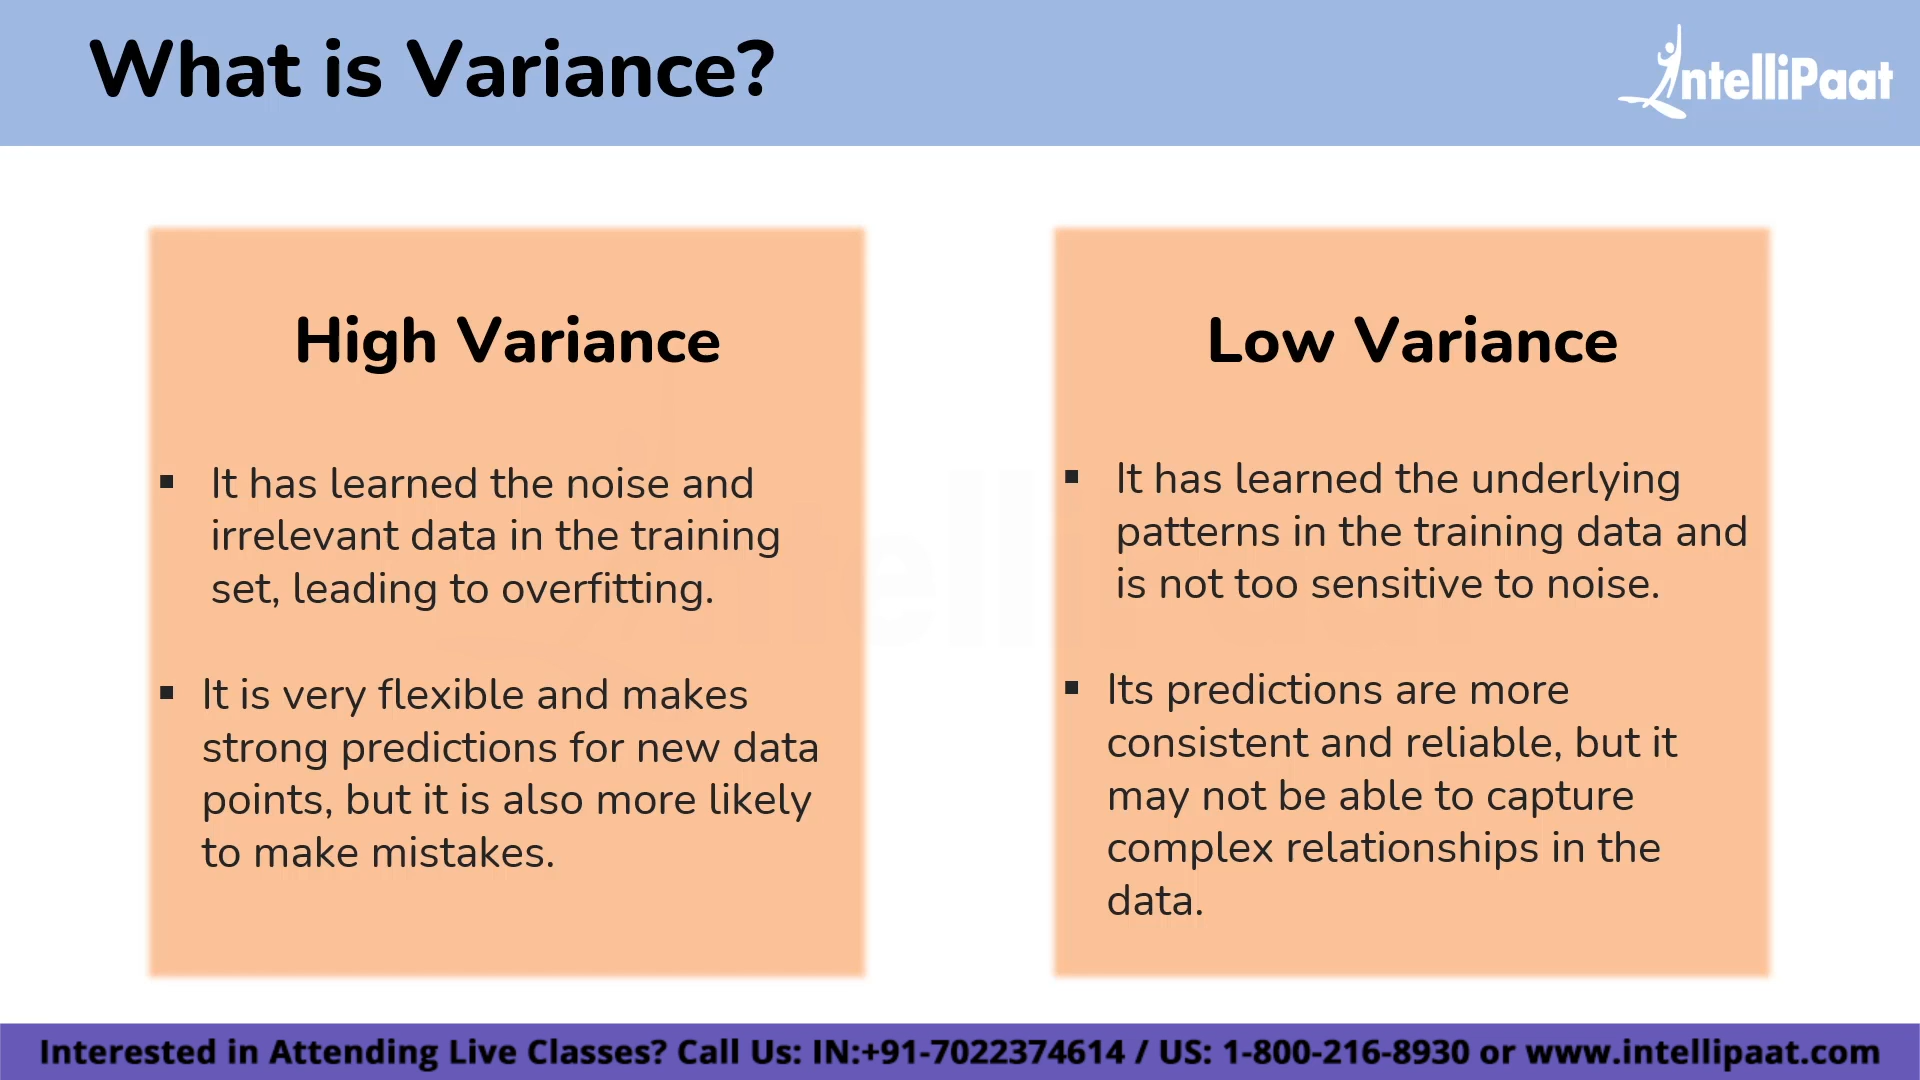 What is Variance?
IntelliPaat
High Variance
▪ It has learned the noise and
irrelevant data in the training
set, leading to overfitting.
▪ It is very flexible and makes
strong predictions for new data
points, but it is also more likely
to make mistakes.
Low Variance
▪ It has learned the underlying
patterns in the training data and
is not too sensitive to noise.
▪ Its predictions are more
consistent and reliable, but it
may not be able to capture
complex relationships in the
data.
Interested in Attending Live Classes? Call Us: IN:+91-7022374614 / US: 1-800-216-8930 or www.intellipaat.com